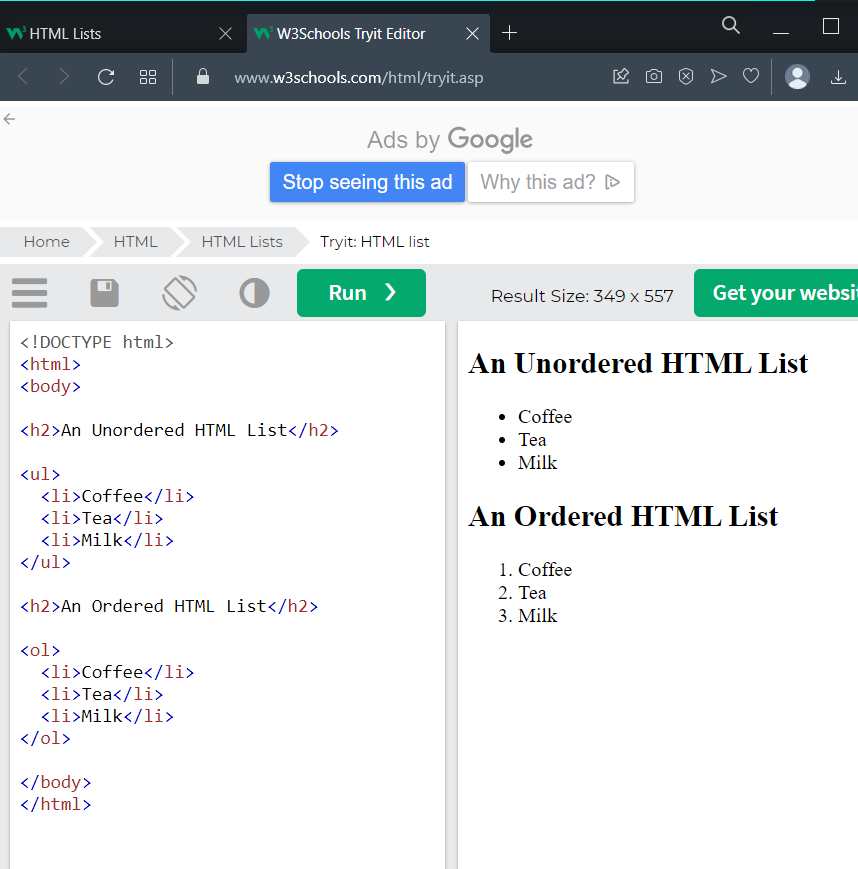 HTML Lists
W3Schools Tryit Editor
www.w3schools.com/html/tryit.asp
Ads by Google
Stop seeing this ad
Why this ad?
Home
HTML
HTML Lists
Tryit: HTML list
Run ❯
Result Size: 349 x 557
Get your websit
<!DOCTYPE html>
<html>
<body>
<h2>An Unordered HTML List</h2>
<ul>
<li>Coffee</li>
<li>Tea</li>
<li>Milk</li>
</ul>
<h2>An Ordered HTML List</h2>
<ol>
<li>Coffee</li>
<li>Tea</li>
<li>Milk</li>
</ol>
</body>
</html>
An Unordered HTML List
• Coffee
• Tea
• Milk
An Ordered HTML List
1. Coffee
2. Tea
3. Milk